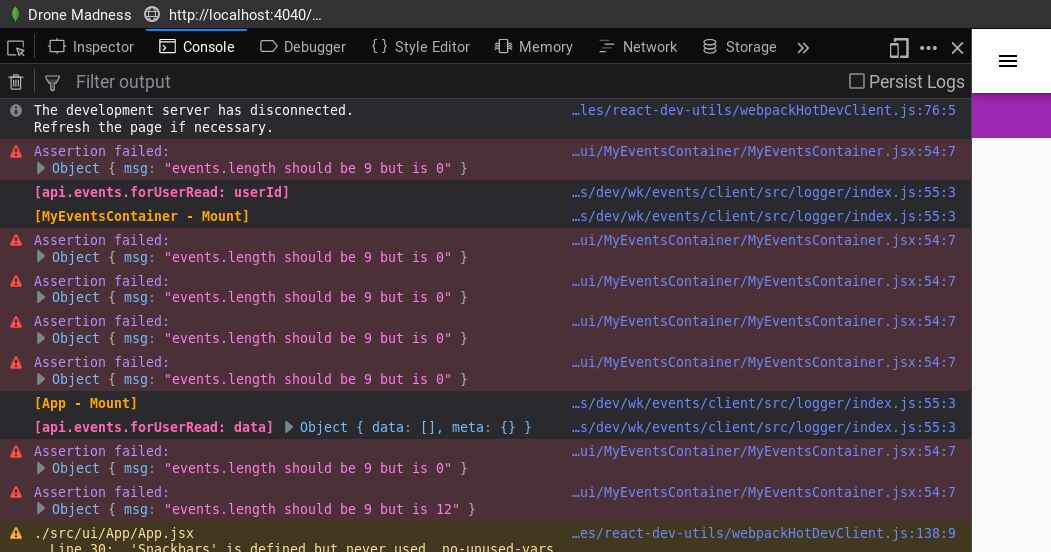 Drone Madness http://localhost:4040/…
Inspector Console Debugger { } Style Editor Memory Network Storage »
Filter output Persist Logs
The development server has disconnected. …les/react-dev-utils/webpackHotDevClient.js:76:5
Refresh the page if necessary.
Assertion failed: …ui/MyEventsContainer/MyEventsContainer.jsx:54:7
Object { msg: "events.length should be 9 but is 0" }
[api.events.forUserRead: userId] …s/dev/wk/events/client/src/logger/index.js:55:3
[MyEventsContainer - Mount] …s/dev/wk/events/client/src/logger/index.js:55:3
Assertion failed: …ui/MyEventsContainer/MyEventsContainer.jsx:54:7
Object { msg: "events.length should be 9 but is 0" }
Assertion failed: …ui/MyEventsContainer/MyEventsContainer.jsx:54:7
Object { msg: "events.length should be 9 but is 0" }
Assertion failed: …ui/MyEventsContainer/MyEventsContainer.jsx:54:7
Object { msg: "events.length should be 9 but is 0" }
Assertion failed: …ui/MyEventsContainer/MyEventsContainer.jsx:54:7
Object { msg: "events.length should be 9 but is 0" }
[App - Mount] …s/dev/wk/events/client/src/logger/index.js:55:3
[api.events.forUserRead: data] Object { data: [], meta: {} } …s/dev/wk/events/client/src/logger/index.js:55:3
Assertion failed: …ui/MyEventsContainer/MyEventsContainer.jsx:54:7
Object { msg: "events.length should be 9 but is 0" }
Assertion failed: …ui/MyEventsContainer/MyEventsContainer.jsx:54:7
Object { msg: "events.length should be 9 but is 12" }
./src/ui/App/App.jsx …es/react-dev-utils/webpackHotDevClient.js:138:9
Line 30: 'Snackbars' is defined but never used no-unused-vars